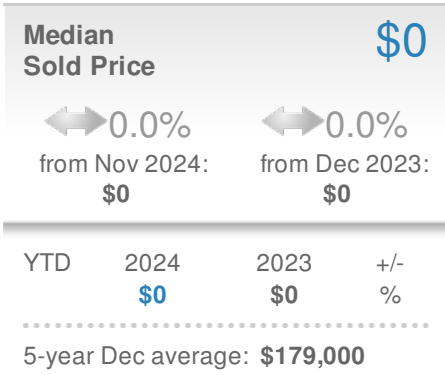 Median $0
Sold Price
0.0% 0.0%
from Nov 2024: from Dec 2023:
$0 $0
YTD 2024 2023 +/-
$0 $0 %
5-year Dec average: $179,000